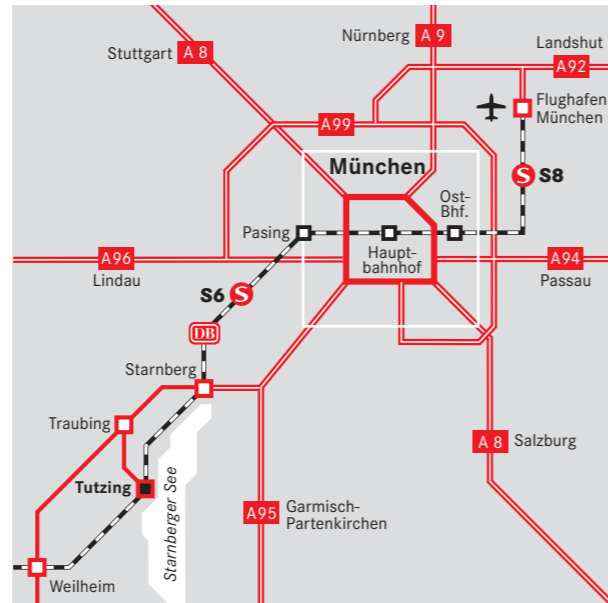 Nürnberg
A 9
Stuttgart
A 8
Landshut
A92
Flughafen
München
A99
München
S
S8
Ost-
Bhf.
Pasing
Haupt-
bahnhof
A96
Lindau
A94
Passau
S6
S
DB
Starnberg
Traubing
A 8
Salzburg
Tutzing
Starnberger See
A95
Garmisch-
Partenkirchen
Weilheim